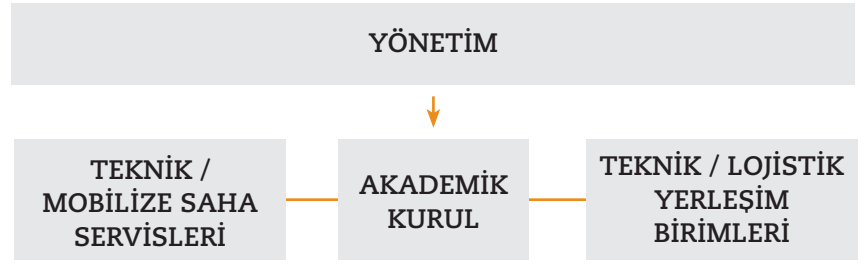 YÖNETİM
TEKNİK /
MOBİLİZE SAHA
SERVİSLERİ
AKADEMİK
KURUL
TEKNİK / LOJİSTİK
YERLEŞİM
BİRİMLERİ